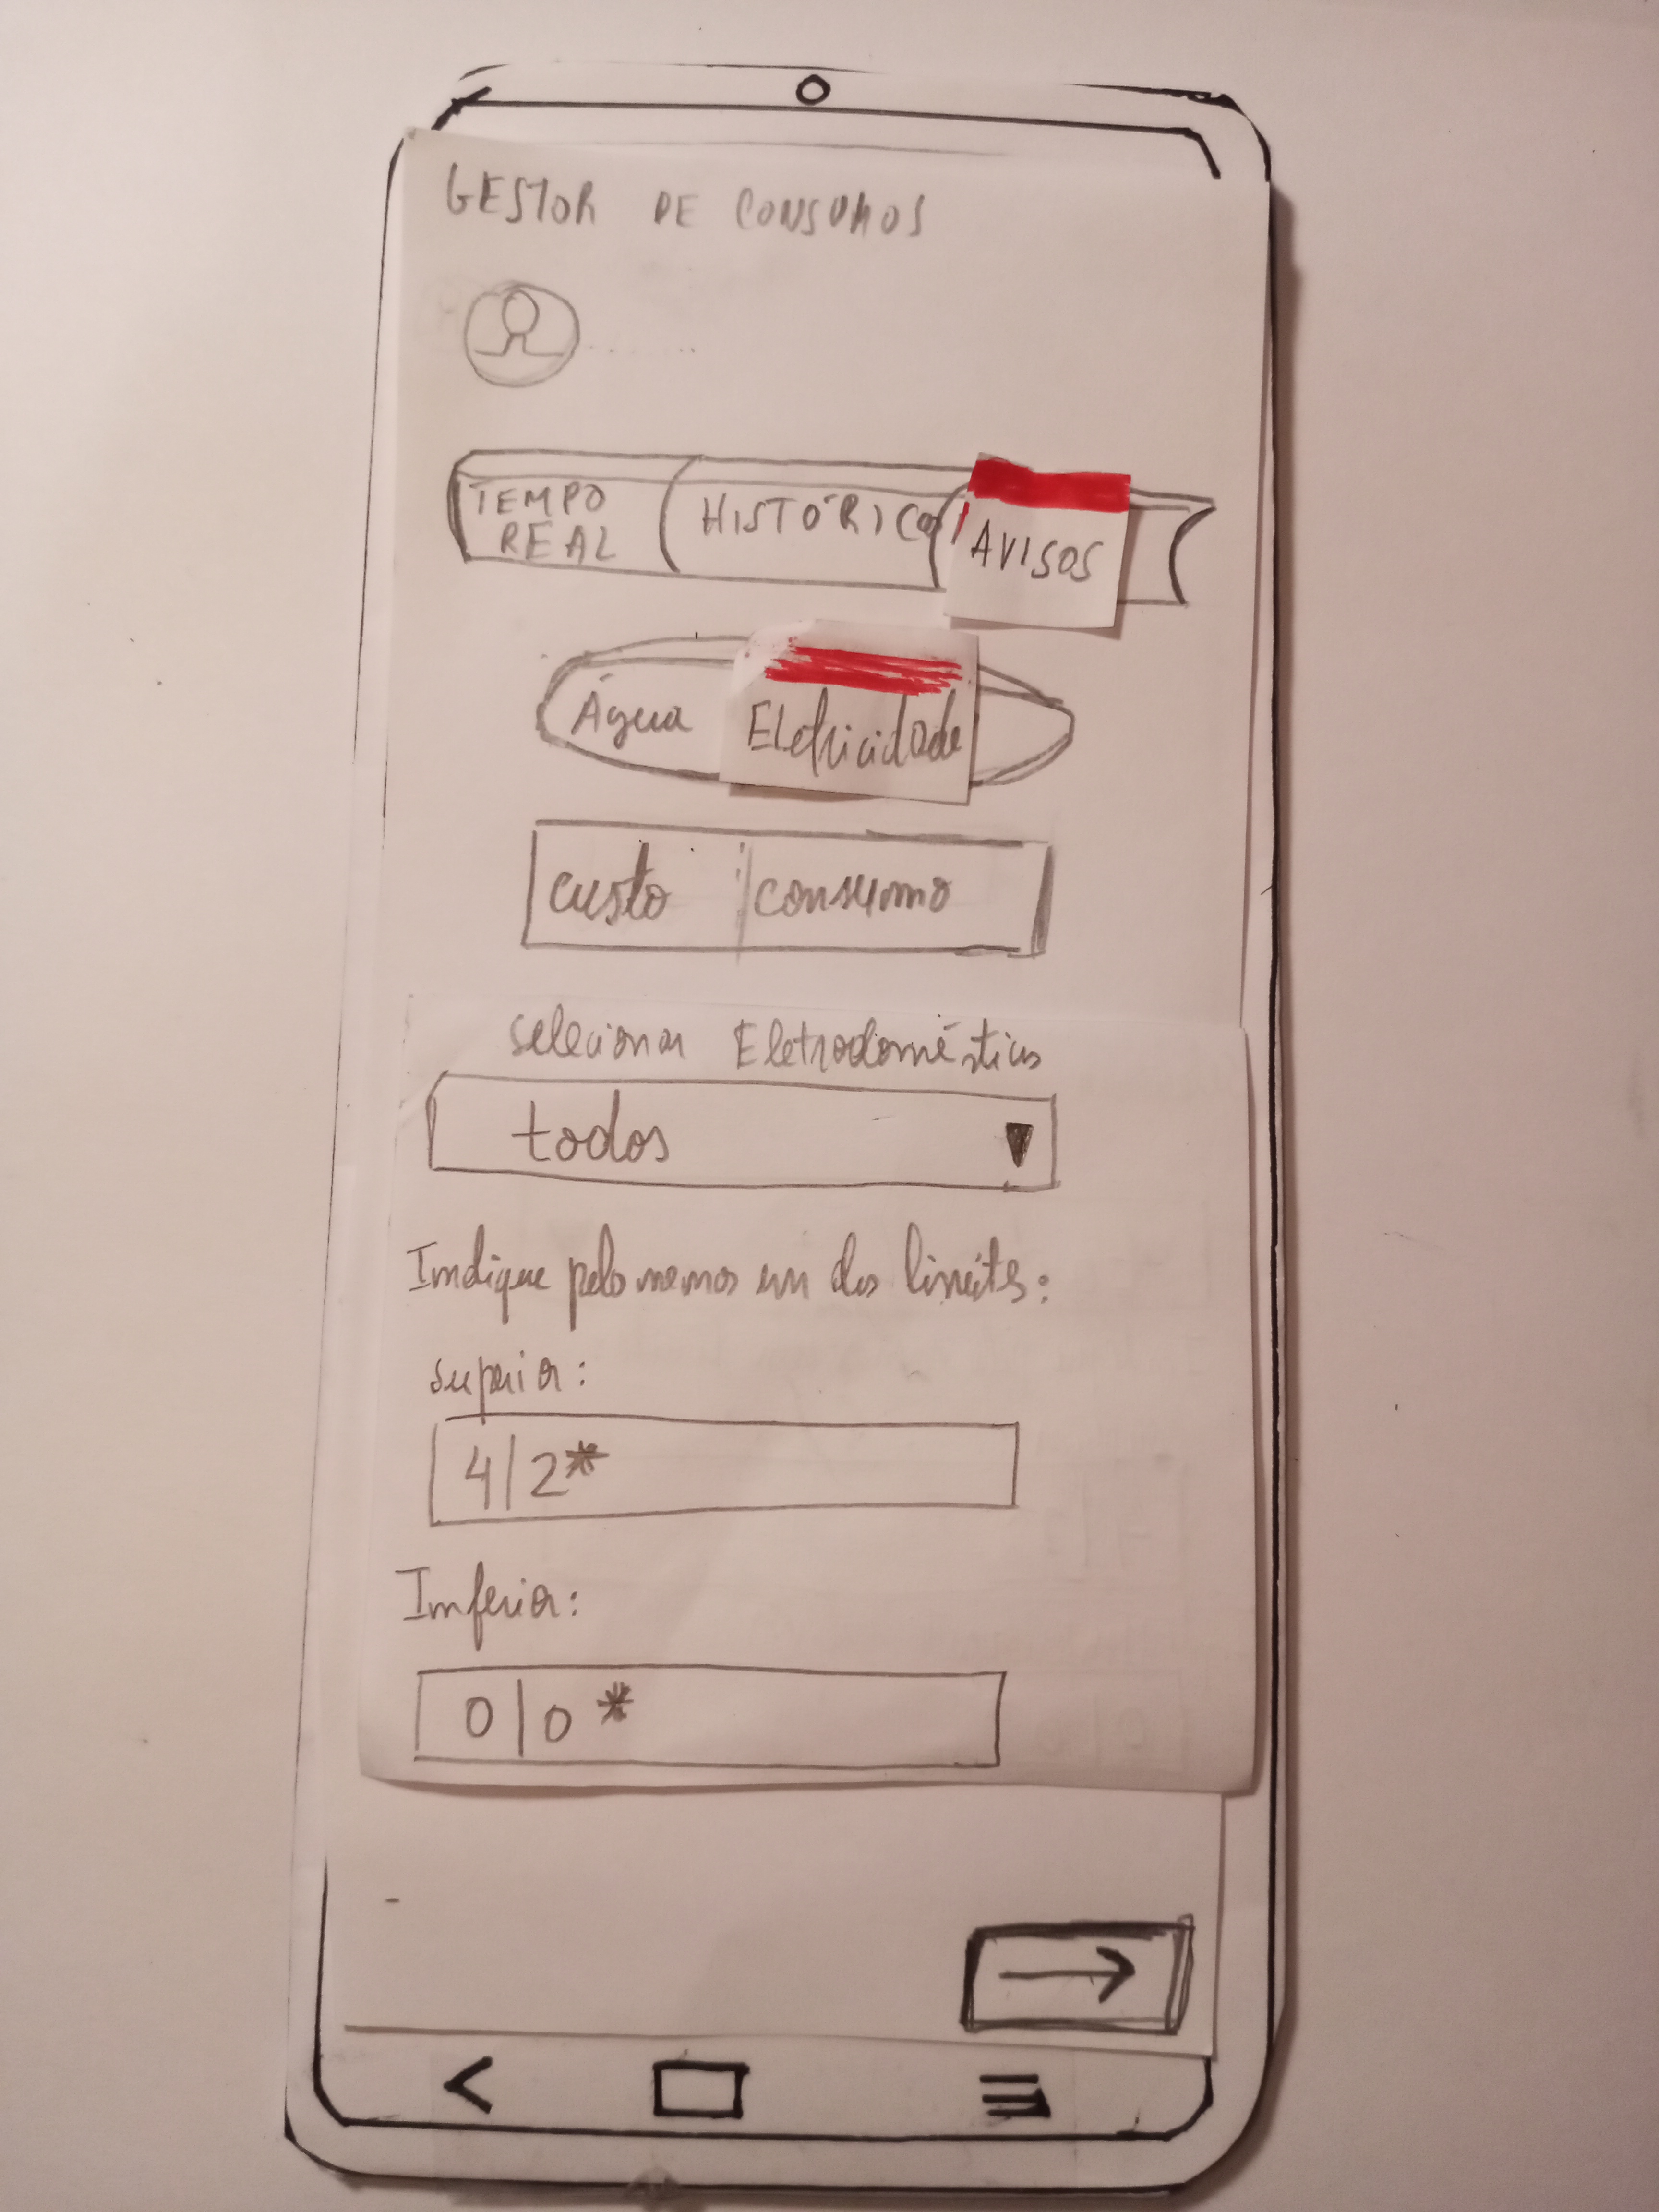 GESTOR DE CONSUMOS
TEMPO REAL
HISTÓRICO
AVISOS
Água
Eletricidade
custo
consumo
selecionar Eletrodomésticos
todos
Indique pelo menos um dos limites:
superior:
4|2*
Inferior:
0|0*